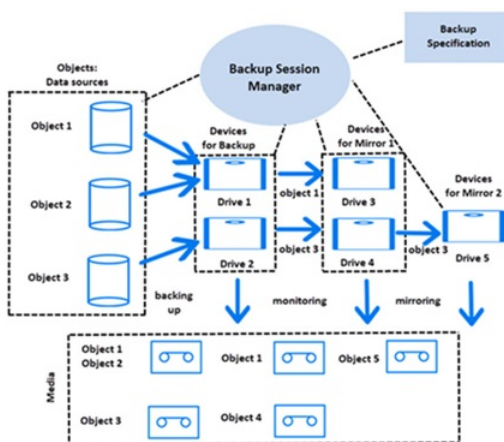 Backup
Specification
Objects:
Data sources
Backup Session
Manager
Object 1
Object 2
Object 3
Devices
for Backup
Drive 1
Drive 2
object 1
object 3
Devices
for Mirror 1
Drive 3
Drive 4
object 3
Devices
for Mirror 2
Drive 5
backing
up
monitoring
mirroring
Media
Object 1
Object 2
Object 1
Object 5
Object 3
Object 4